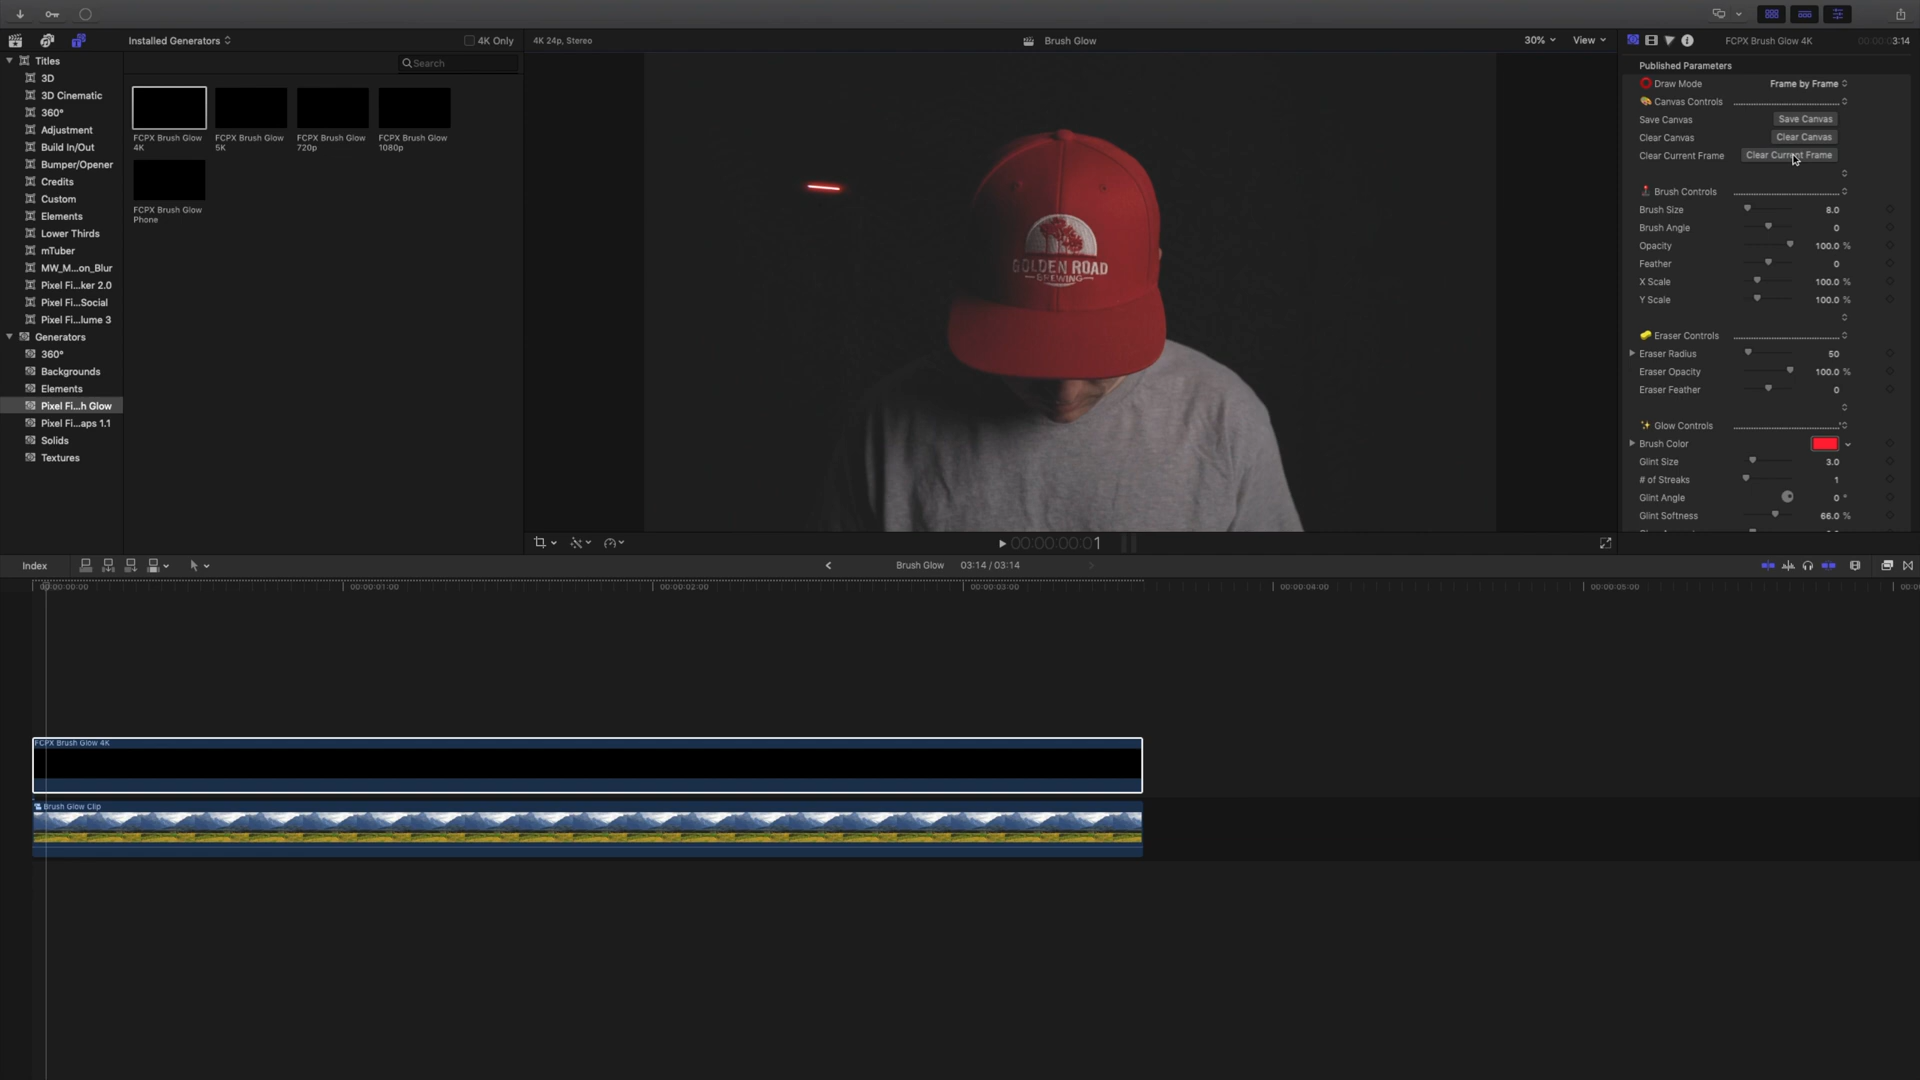 Installed Generators
4K Only
4K 24p, Stereo
Brush Glow
30%
View
FCPX Brush Glow 4K
3:14
Search
Titles
3D
3D Cinematic
360°
Adjustment
Build In/Out
Bumper/Opener
Credits
Custom
Elements
Lower Thirds
mTuber
MW_M...on_Blur
Pixel Fi...ker 2.0
Pixel Fi...Social
Pixel Fi...lume 3
Generators
360°
Backgrounds
Elements
Pixel Fi...h Glow
Pixel Fi...aps 1.1
Solids
Textures
FCPX Brush Glow
4K
FCPX Brush Glow
5K
FCPX Brush Glow
720p
FCPX Brush Glow
1080p
FCPX Brush Glow
Phone
GOLDEN ROAD
BREWING
Published Parameters
Draw Mode Frame by Frame
Canvas Controls
Save Canvas Save Canvas
Clear Canvas Clear Canvas
Clear Current Frame Clear Current Frame
Brush Controls
Brush Size 8.0
Brush Angle 0
Opacity 100.0 %
Feather 0
X Scale 100.0 %
Y Scale 100.0 %
Eraser Controls
Eraser Radius 50
Eraser Opacity 100.0 %
Eraser Feather 0
Glow Controls
Brush Color
Glint Size 3.0
# of Streaks 1
Glint Angle 0 °
Glint Softness 66.0 %
00:00:00:01
Index
Brush Glow 03:14 / 03:14
00:00:00:00
00:00:01:00
00:00:02:00
00:00:03:00
00:00:04:00
00:00:05:00
FCPX Brush Glow 4K
Brush Glow Clip